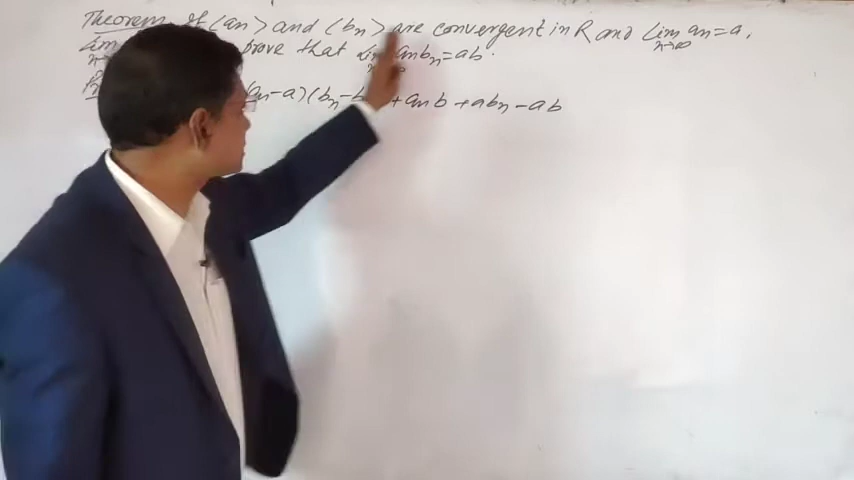 Theorem If <an> and <bn> are convergent in R and Lim n→∞ an = a,
Lim prove that Lim anbn = ab.
an - a) (bn - b + anb + abn - ab